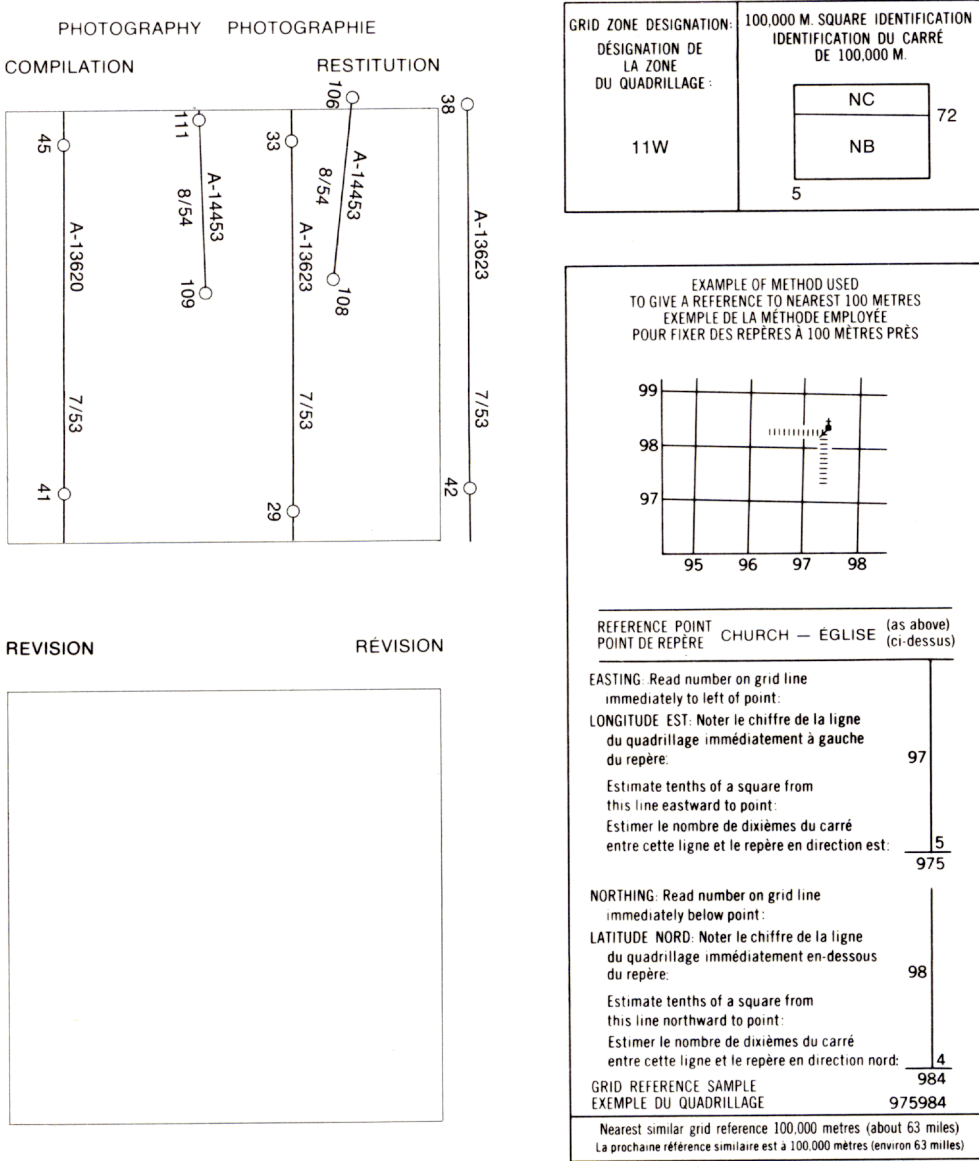 PHOTOGRAPHY PHOTOGRAPHIE
COMPILATION RESTITUTION
45
A-13620
7/53
41
111
A-14453
8/54
109
33
A-13623
7/53
29
106
A-14453
8/54
108
38
A-13623
7/53
42
REVISION RÉVISION
GRID ZONE DESIGNATION:
DÉSIGNATION DE
LA ZONE
DU QUADRILLAGE :
11W
100,000 M. SQUARE IDENTIFICATION
IDENTIFICATION DU CARRÉ
DE 100,000 M.
NC
72
NB
5
EXAMPLE OF METHOD USED
TO GIVE A REFERENCE TO NEAREST 100 METRES
EXEMPLE DE LA MÉTHODE EMPLOYÉE
POUR FIXER DES REPÈRES À 100 MÈTRES PRÈS
99
98
97
95 96 97 98
REFERENCE POINT
POINT DE REPÈRE
CHURCH — ÉGLISE
(as above)
(ci-dessus)
EASTING: Read number on grid line
immediately to left of point:
LONGITUDE EST: Noter le chiffre de la ligne
du quadrillage immédiatement à gauche
du repère: 97
Estimate tenths of a square from
this line eastward to point:
Estimer le nombre de dixièmes du carré
entre cette ligne et le repère en direction est: 5
975
NORTHING: Read number on grid line
immediately below point:
LATITUDE NORD: Noter le chiffre de la ligne
du quadrillage immédiatement en-dessous
du repère: 98
Estimate tenths of a square from
this line northward to point:
Estimer le nombre de dixièmes du carré
entre cette ligne et le repère en direction nord: 4
984
GRID REFERENCE SAMPLE
EXEMPLE DU QUADRILLAGE 975984
Nearest similar grid reference 100,000 metres (about 63 miles)
La prochaine référence similaire est à 100,000 mètres (environ 63 milles)